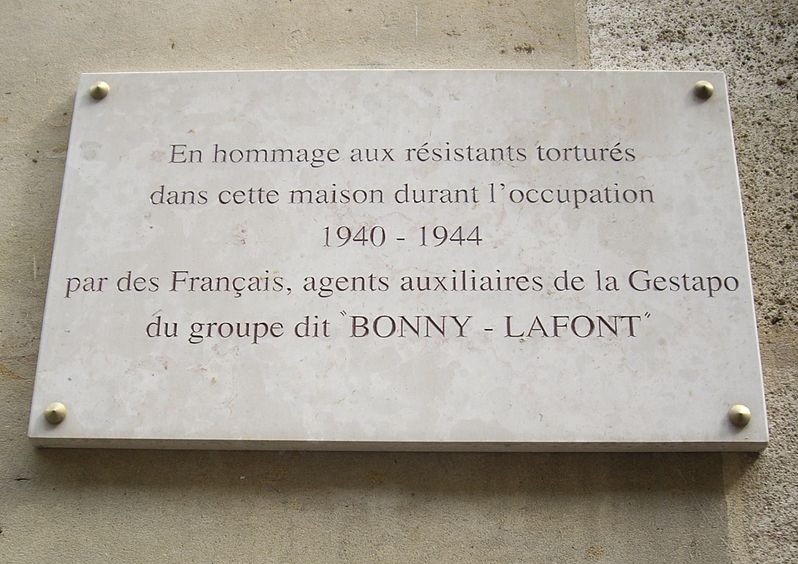 En hommage aux résistants torturés
dans cette maison durant l'occupation
1940 - 1944
par des Français, agents auxiliaires de la Gestapo
du groupe dit "BONNY - LAFONT"